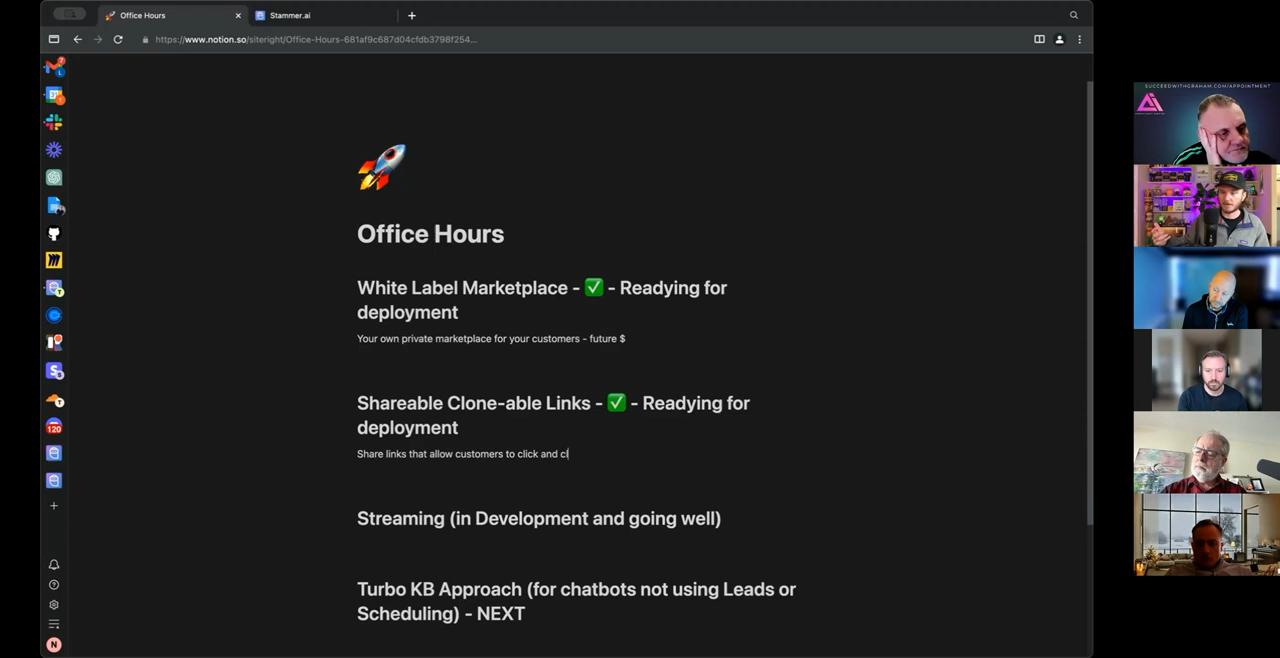 Office Hours
Stammer.ai
https://www.notion.so/siteright/Office-Hours-681af9c687d04cfdb3798f254...
SUCCEEDWITHGRAHAM.COM/APPOINTMENT
Office Hours
White Label Marketplace - ✅ - Readying for
deployment
Your own private marketplace for your customers - future $
Shareable Clone-able Links - ✅ - Readying for
deployment
Share links that allow customers to click and cl
Streaming (in Development and going well)
Turbo KB Approach (for chatbots not using Leads or
Scheduling) - NEXT
120
N